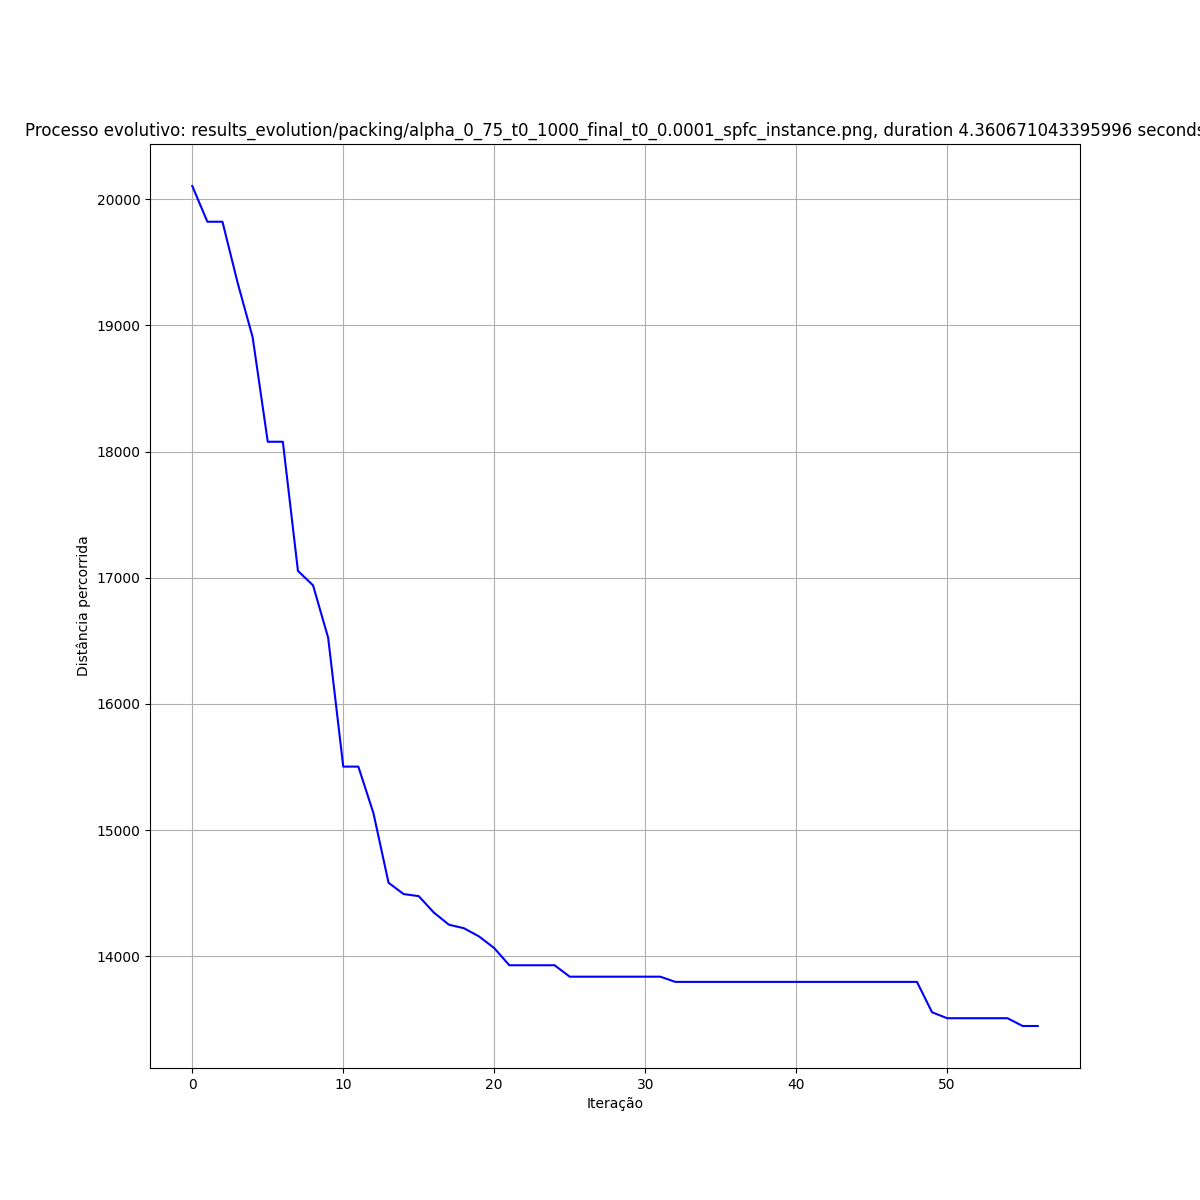 Processo evolutivo: results_evolution/packing/alpha_0_75_t0_1000_final_t0_0.0001_spfc_instance.png, duration 4.360671043395996 seconds
20000
19000
18000
17000
16000
15000
14000
Distância percorrida
0 10 20 30 40 50
Iteração